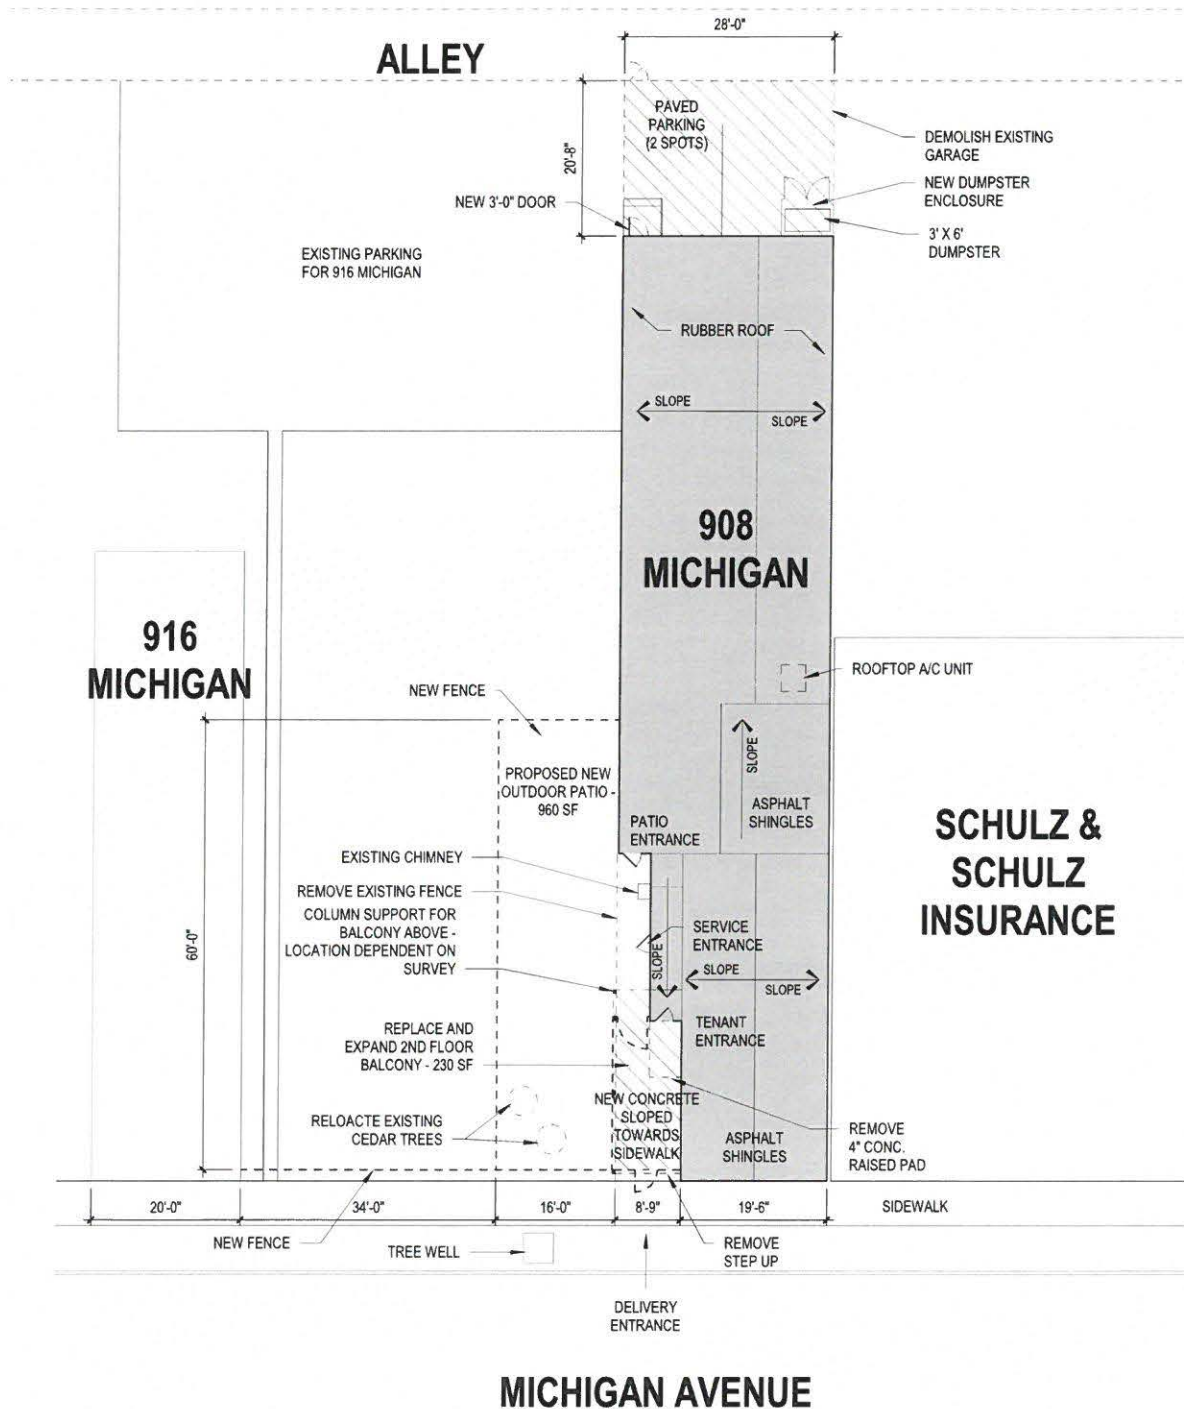 28'-0"
ALLEY
PAVED
PARKING
(2 SPOTS)
20'-8"
DEMOLISH EXISTING
GARAGE
NEW DUMPSTER
ENCLOSURE
NEW 3'-0" DOOR
3' X 6'
DUMPSTER
EXISTING PARKING
FOR 916 MICHIGAN
RUBBER ROOF
SLOPE
SLOPE
908
MICHIGAN
916
MICHIGAN
ROOFTOP A/C UNIT
NEW FENCE
SLOPE
PROPOSED NEW
OUTDOOR PATIO -
960 SF
ASPHALT
SHINGLES
PATIO
ENTRANCE
SCHULZ &
SCHULZ
INSURANCE
EXISTING CHIMNEY
REMOVE EXISTING FENCE
COLUMN SUPPORT FOR
BALCONY ABOVE -
LOCATION DEPENDENT ON
SURVEY
SERVICE
ENTRANCE
60'-0"
SLOPE
SLOPE
SLOPE
TENANT
ENTRANCE
REPLACE AND
EXPAND 2ND FLOOR
BALCONY - 230 SF
NEW CONCRETE
SLOPED
TOWARDS
SIDEWALK
RELOACTE EXISTING
CEDAR TREES
ASPHALT
SHINGLES
REMOVE
4" CONC.
RAISED PAD
20'-0"
34'-0"
16'-0"
8'-9"
19'-6"
SIDEWALK
NEW FENCE
TREE WELL
REMOVE
STEP UP
DELIVERY
ENTRANCE
MICHIGAN AVENUE